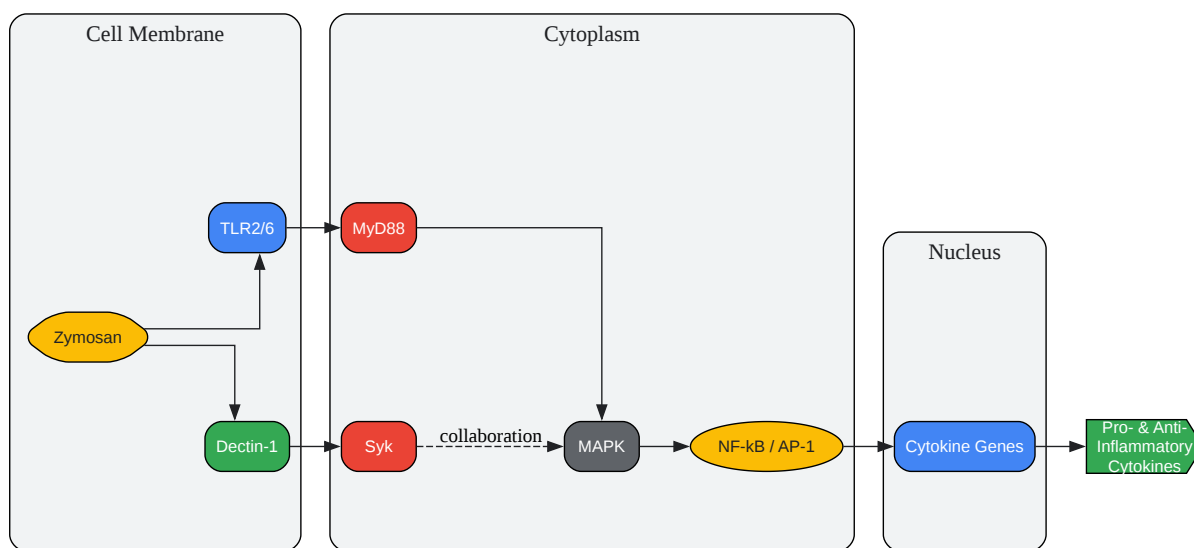 Cell Membrane
Cytoplasm
Nucleus
TLR2/6
MyD88
Zymosan
Dectin-1
Syk
collaboration
MAPK
NF-kB / AP-1
Cytokine Genes
Pro- & Anti-
Inflammatory
Cytokines